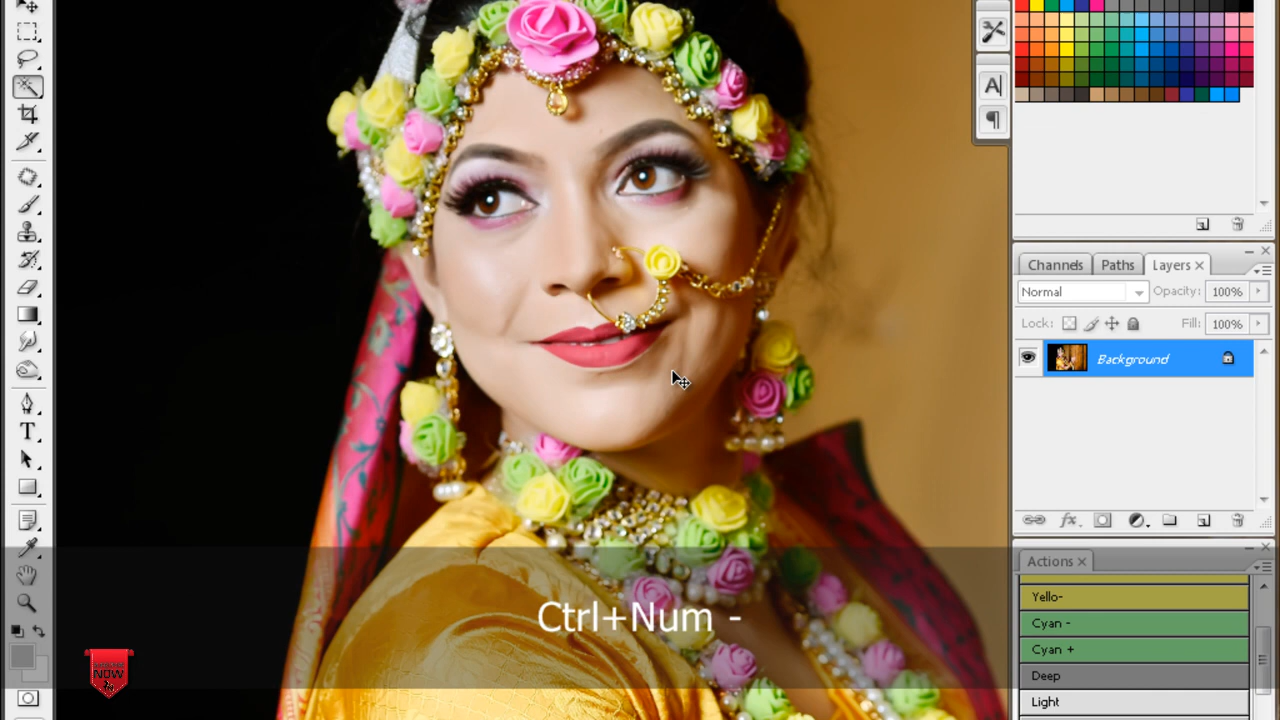 Channels
Paths
Layers
Normal
Opacity: 100%
Lock:
Fill: 100%
Background
Actions
Yello-
Cyan -
Cyan +
Deep
Light
Ctrl+Num -
NOW